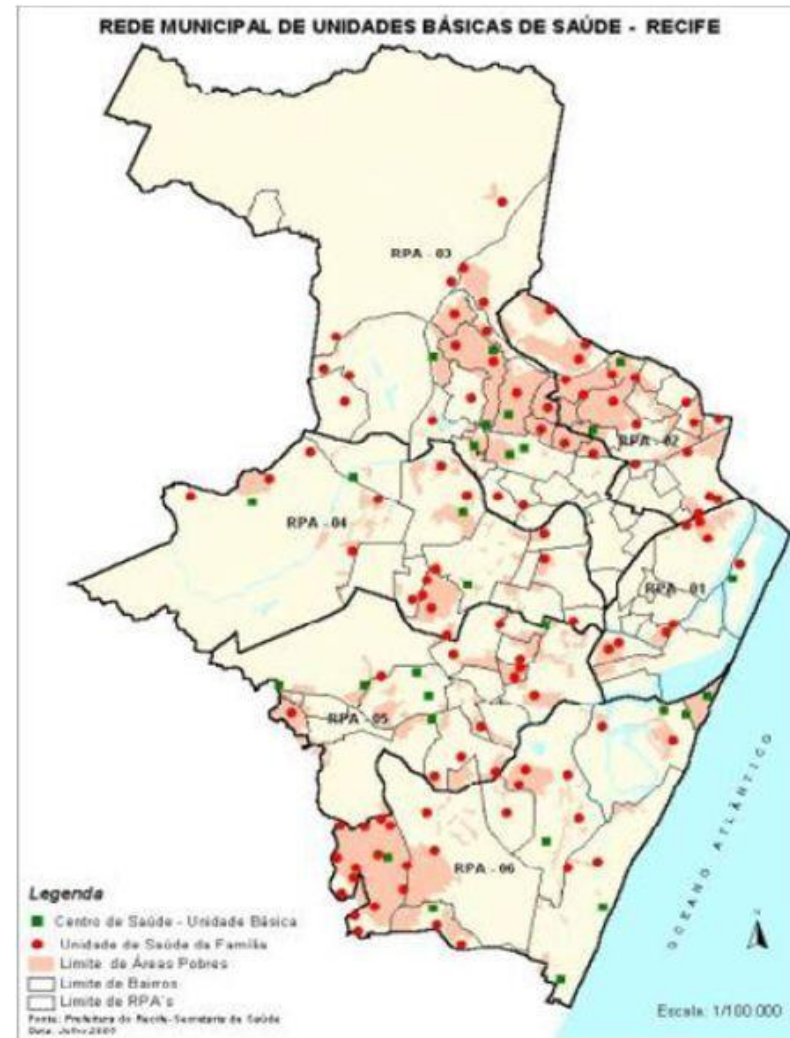 REDE MUNICIPAL DE UNIDADES BÁSICAS DE SAÚDE - RECIFE
RPA - 03
RPA - 02
RPA - 04
RPA - 01
RPA - 05
RPA - 06
OCEANO ATLÂNTICO
Legenda
Centro de Saúde - Unidade Básica
Unidade de Saúde da Família
Limite de Áreas Pobres
Limite de Bairros
Limite de RPA's
Fonte: Prefeitura do Recife-Secretaria de Saúde
Data: Julho
Escala: 1/100.000